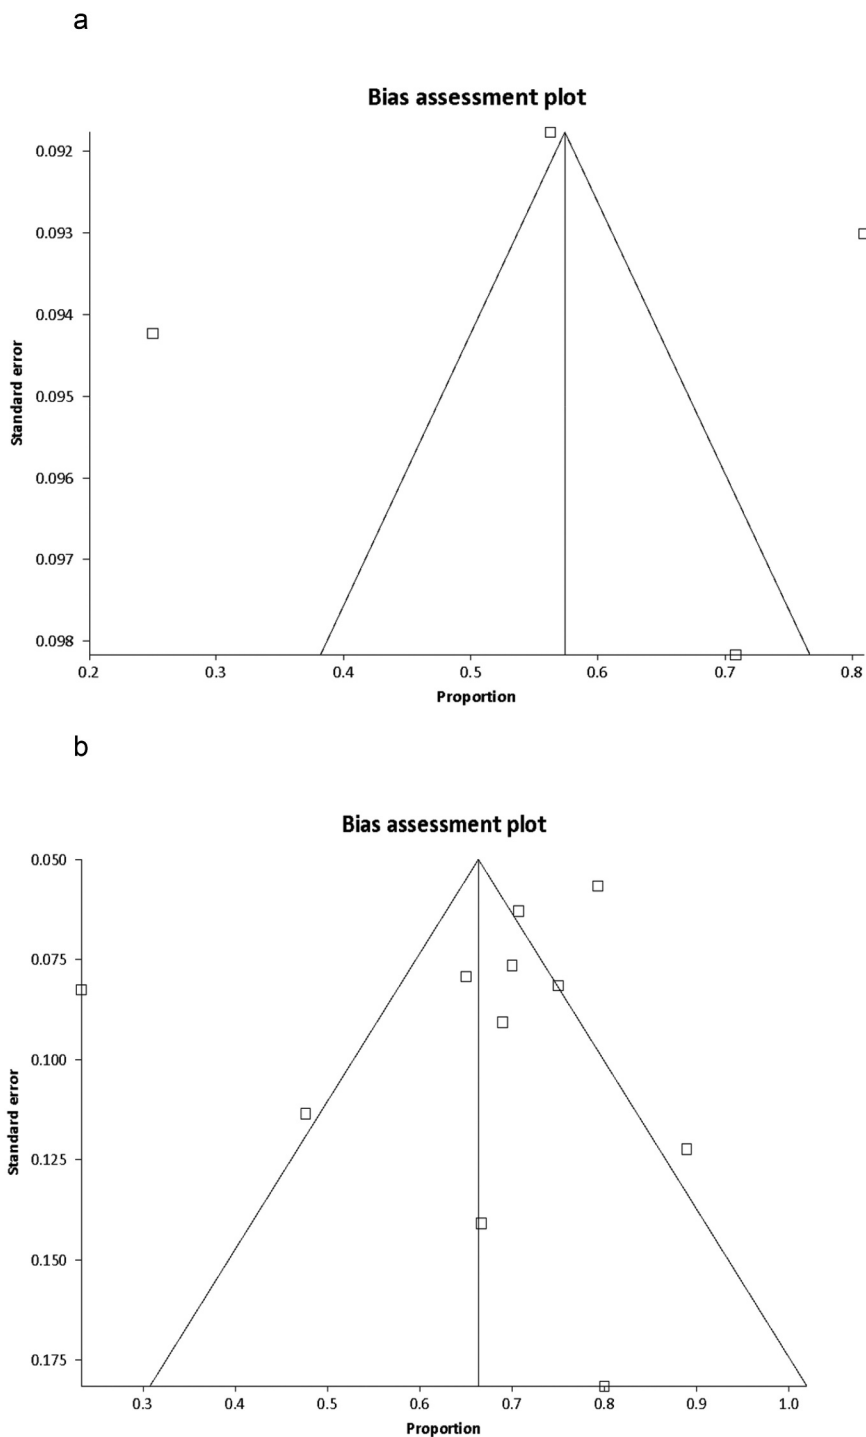 a
Bias assessment plot
0.092
0.093
0.094
0.095
0.096
0.097
0.098
Standard error
0.2 0.3 0.4 0.5 0.6 0.7 0.8
Proportion
b
Bias assessment plot
0.050
0.075
0.100
0.125
0.150
0.175
Standard error
0.3 0.4 0.5 0.6 0.7 0.8 0.9 1.0
Proportion